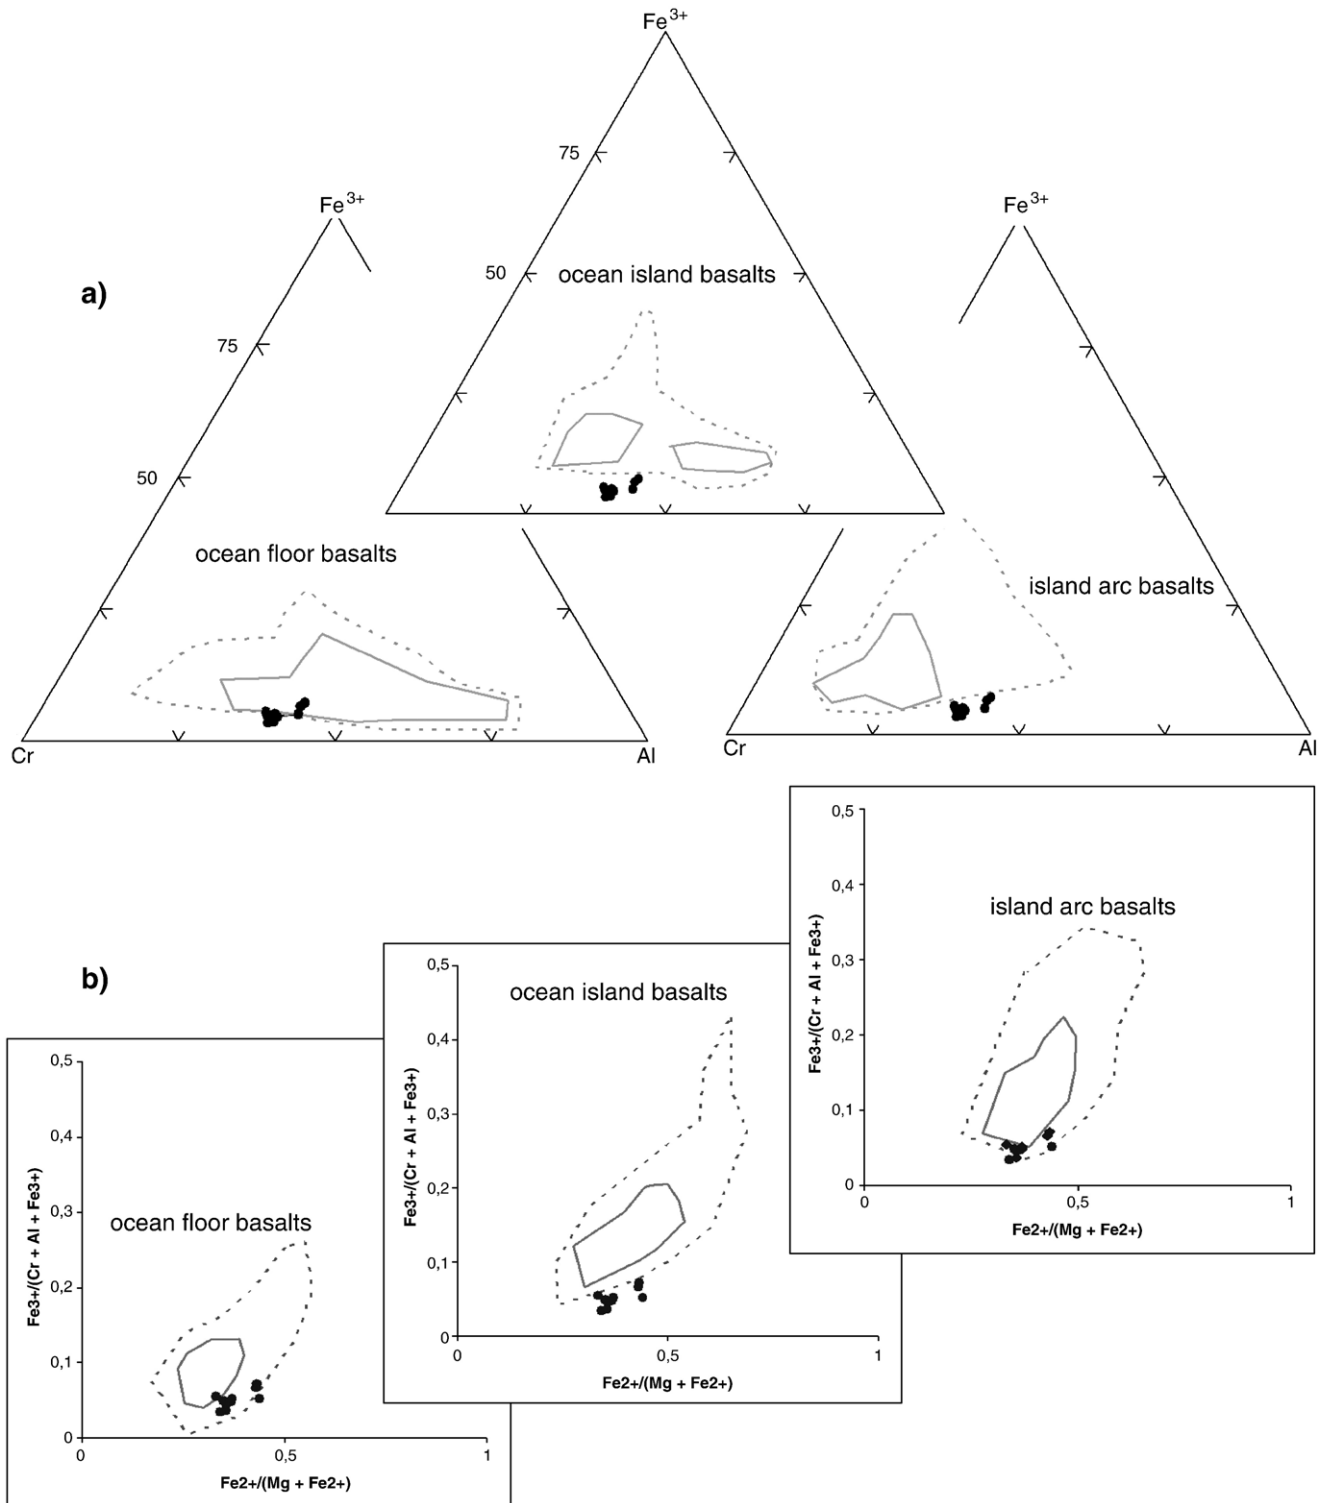 Fe3+
75
Fe3+
Fe3+
50
ocean island basalts
a)
75
50
ocean floor basalts
island arc basalts
Cr
Al
Cr
Al
0,5
0,4
island arc basalts
0,3
0,2
0,1
0
Fe3+/(Cr + Al + Fe3+)
0
0,5
1
Fe2+/(Mg + Fe2+)
b)
0,5
ocean island basalts
0,4
0,3
0,2
0,1
0
Fe3+/(Cr + Al + Fe3+)
0
0,5
1
Fe2+/(Mg + Fe2+)
0,5
0,4
0,3
ocean floor basalts
0,2
0,1
0
Fe3+/(Cr + Al + Fe3+)
0
0,5
1
Fe2+/(Mg + Fe2+)